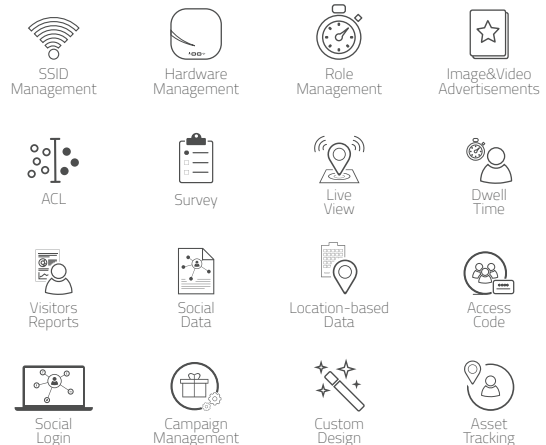 SSID
Management
Hardware
Management
Role
Management
Image&Video
Advertisements
ACL
Survey
Live
View
Dwell
Time
Visitors
Reports
Social
Data
Location-based
Data
Access
Code
Social
Login
Campaign
Management
Custom
Design
Asset
Tracking